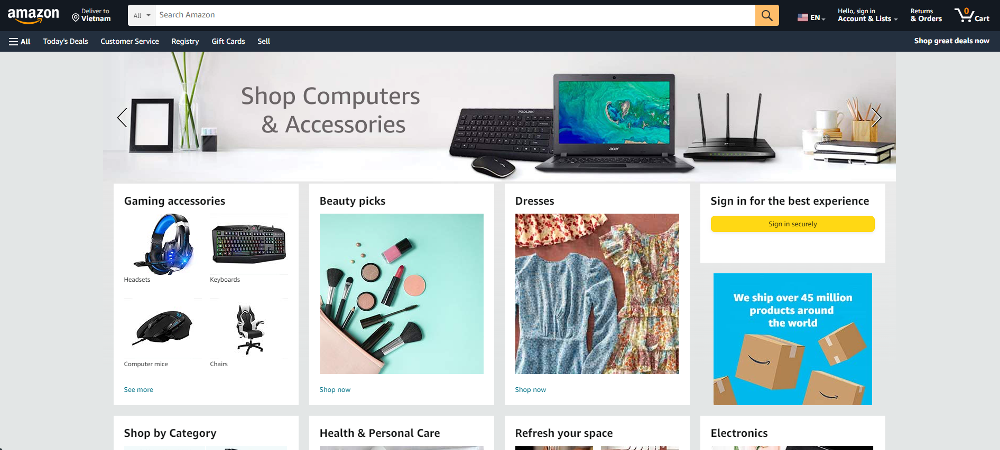 amazon
Deliver to
Vietnam
All
Search Amazon
EN
Hello, sign in
Account & Lists
Returns
& Orders
0
Cart
All
Today's Deals
Customer Service
Registry
Gift Cards
Sell
Shop great deals now
Shop Computers
& Accessories
PROLINK
acer
Gaming accessories
Headsets
Keyboards
Computer mice
Chairs
See more
Beauty picks
Shop now
Dresses
Shop now
Sign in for the best experience
Sign in securely
We ship over 45 million
products around
the world
Shop by Category
Health & Personal Care
Refresh your space
Electronics